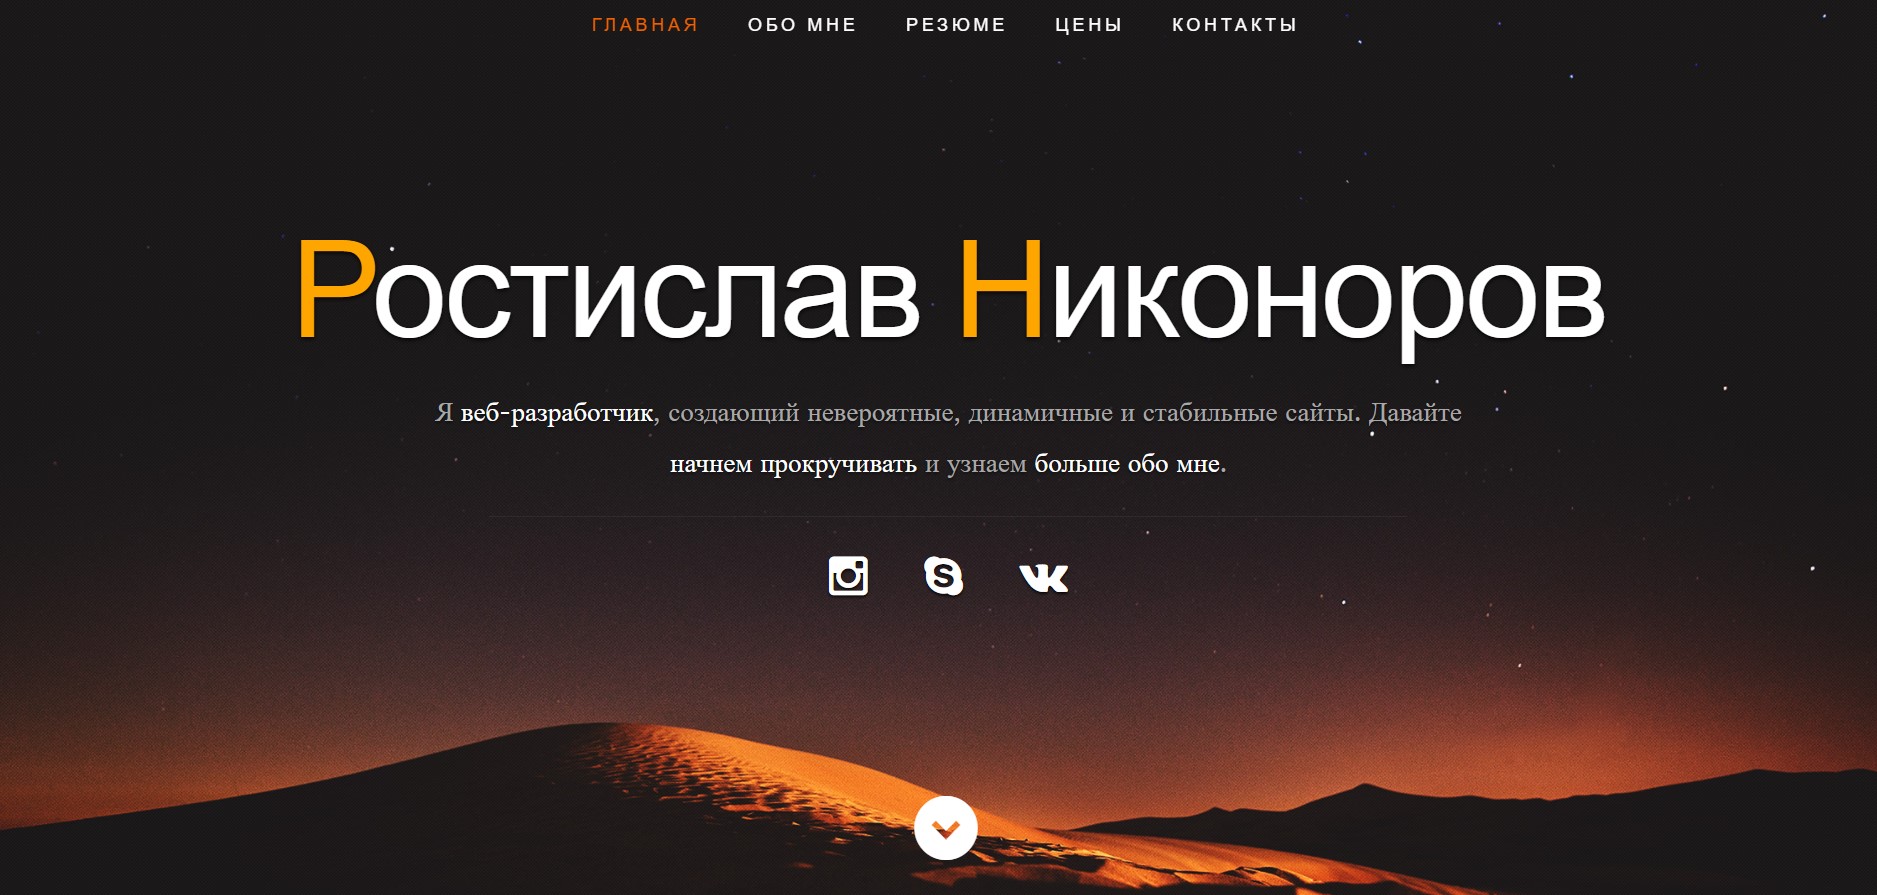 ГЛАВНАЯ ОБО МНЕ РЕЗЮМЕ ЦЕНЫ КОНТАКТЫ
Ростислав Никоноров
Я веб-разработчик, создающий невероятные, динамичные и стабильные сайты. Давайте
начнем прокручивать и узнаем больше обо мне.